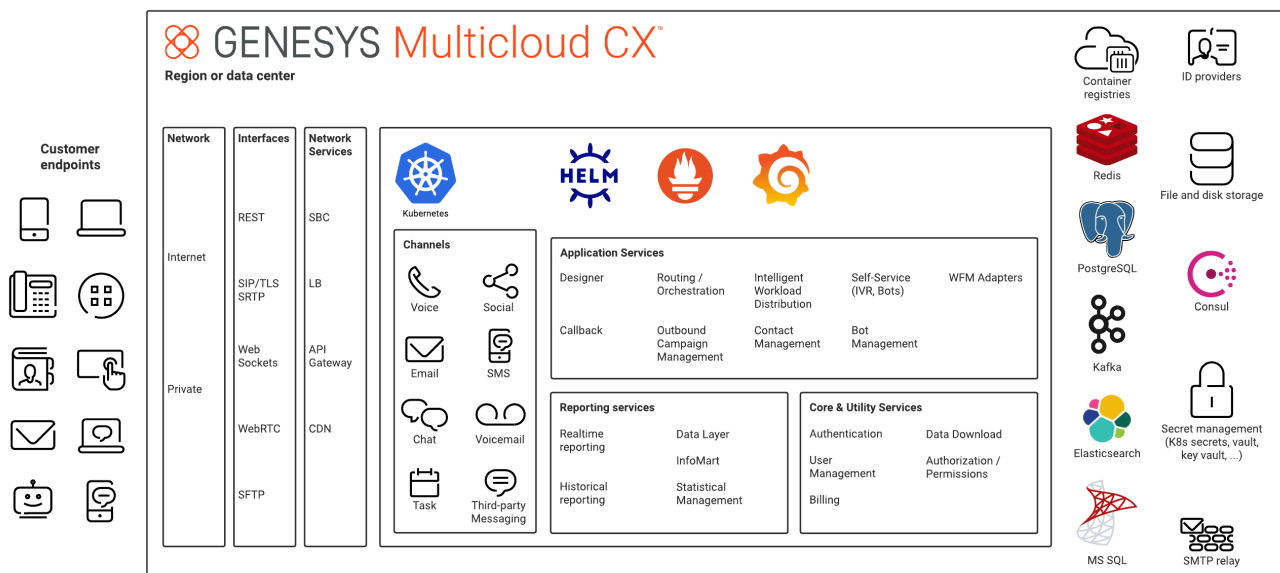 GENESYS Multicloud CX™
Region or data center
Customer
endpoints
Network
Internet
Private
Interfaces
REST
SIP/TLS
SRTP
Web
Sockets
WebRTC
SFTP
Network
Services
SBC
LB
API
Gateway
CDN
Kubernetes
HELM
Channels
Voice
Social
Email
SMS
Chat
Voicemail
Task
Third-party
Messaging
Application Services
Designer
Routing /
Orchestration
Intelligent
Workload
Distribution
Self-Service
(IVR, Bots)
WFM Adapters
Callback
Outbound
Campaign
Management
Contact
Management
Bot
Management
Reporting services
Realtime
reporting
Data Layer
InfoMart
Historical
reporting
Statistical
Management
Core & Utility Services
Authentication
Data Download
User
Management
Authorization /
Permissions
Billing
Container
registries
ID providers
Redis
File and disk storage
PostgreSQL
Consul
Kafka
Secret management
(K8s secrets, vault,
key vault, ...)
Elasticsearch
MS SQL
SMTP relay